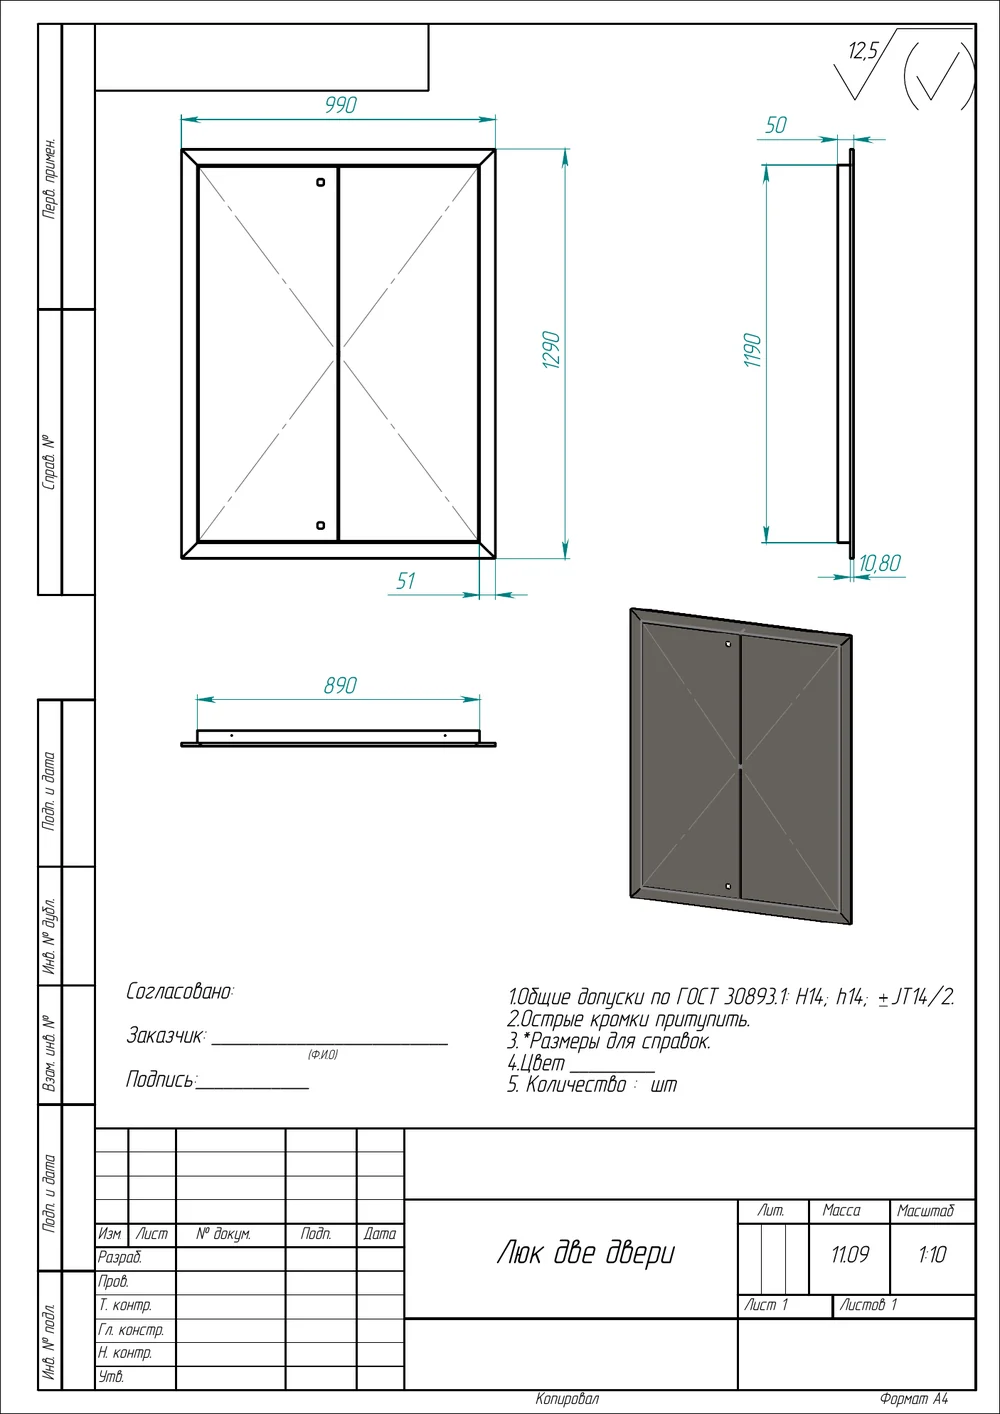 12,5
990
50
1290
1190
51
10,80
890
Перв. примен.
Справ. №
Подп. и дата
Инв. № дубл.
Взам. инв. №
Подп. и дата
Инв. № подл.
Согласовано:
Заказчик:
(Ф.И.О)
Подпись:
1.Общие допуски по ГОСТ 30893.1: H14; h14; ±JT14/2.
2.Острые кромки притупить.
3.*Размеры для справок.
4.Цвет
5. Количество : шт
Изм Лист № докум. Подп. Дата
Разраб.
Пров.
Т. контр.
Гл. констр.
Н. контр.
Утв.
Люк две двери
Лит. Масса Масштаб
11.09 1:10
Лист 1 Листов 1
Копировал Формат А4